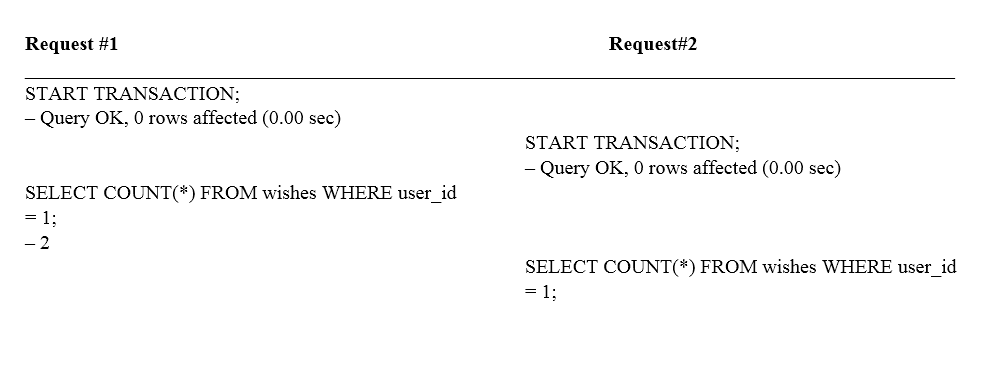 Request #1 Request#2
START TRANSACTION;
– Query OK, 0 rows affected (0.00 sec)
START TRANSACTION;
– Query OK, 0 rows affected (0.00 sec)
SELECT COUNT(*) FROM wishes WHERE user_id
= 1;
– 2
SELECT COUNT(*) FROM wishes WHERE user_id
= 1;